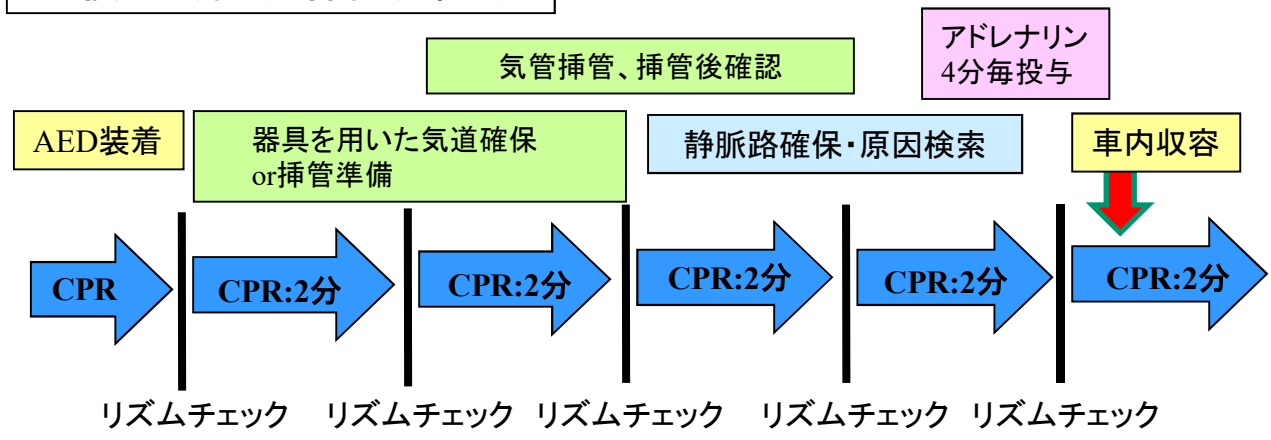 アドレナリン
4分毎投与
気管挿管、挿管後確認
AED装着
器具を用いた気道確保
or挿管準備
静脈路確保・原因検索
車内収容
CPR
CPR:2分
CPR:2分
CPR:2分
CPR:2分
CPR:2分
リズムチェック
リズムチェック
リズムチェック
リズムチェック
リズムチェック